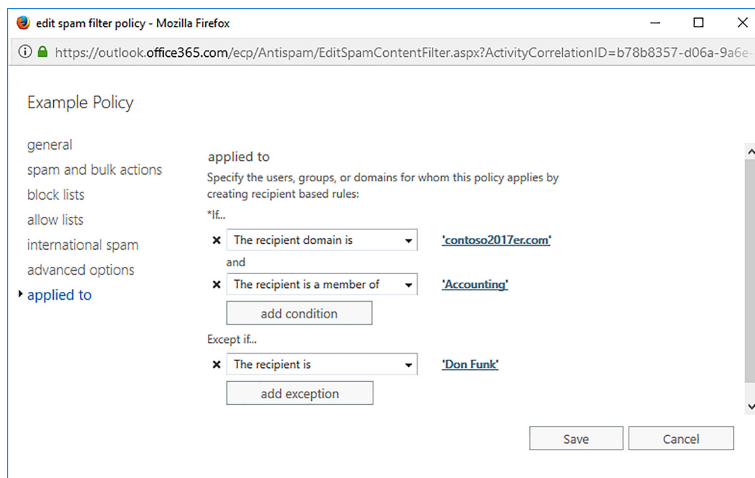 edit spam filter policy - Mozilla Firefox
https://outlook.office365.com/ecp/Antispam/EditSpamContentFilter.aspx?ActivityCorrelationID=b78b8357-d06a-9a6e-
Example Policy
general
spam and bulk actions
block lists
allow lists
international spam
advanced options
applied to
applied to
Specify the users, groups, or domains for whom this policy applies by
creating recipient based rules:
*If...
The recipient domain is 'contoso2017er.com'
and
The recipient is a member of 'Accounting'
add condition
Except if...
The recipient is 'Don Funk'
add exception
Save Cancel